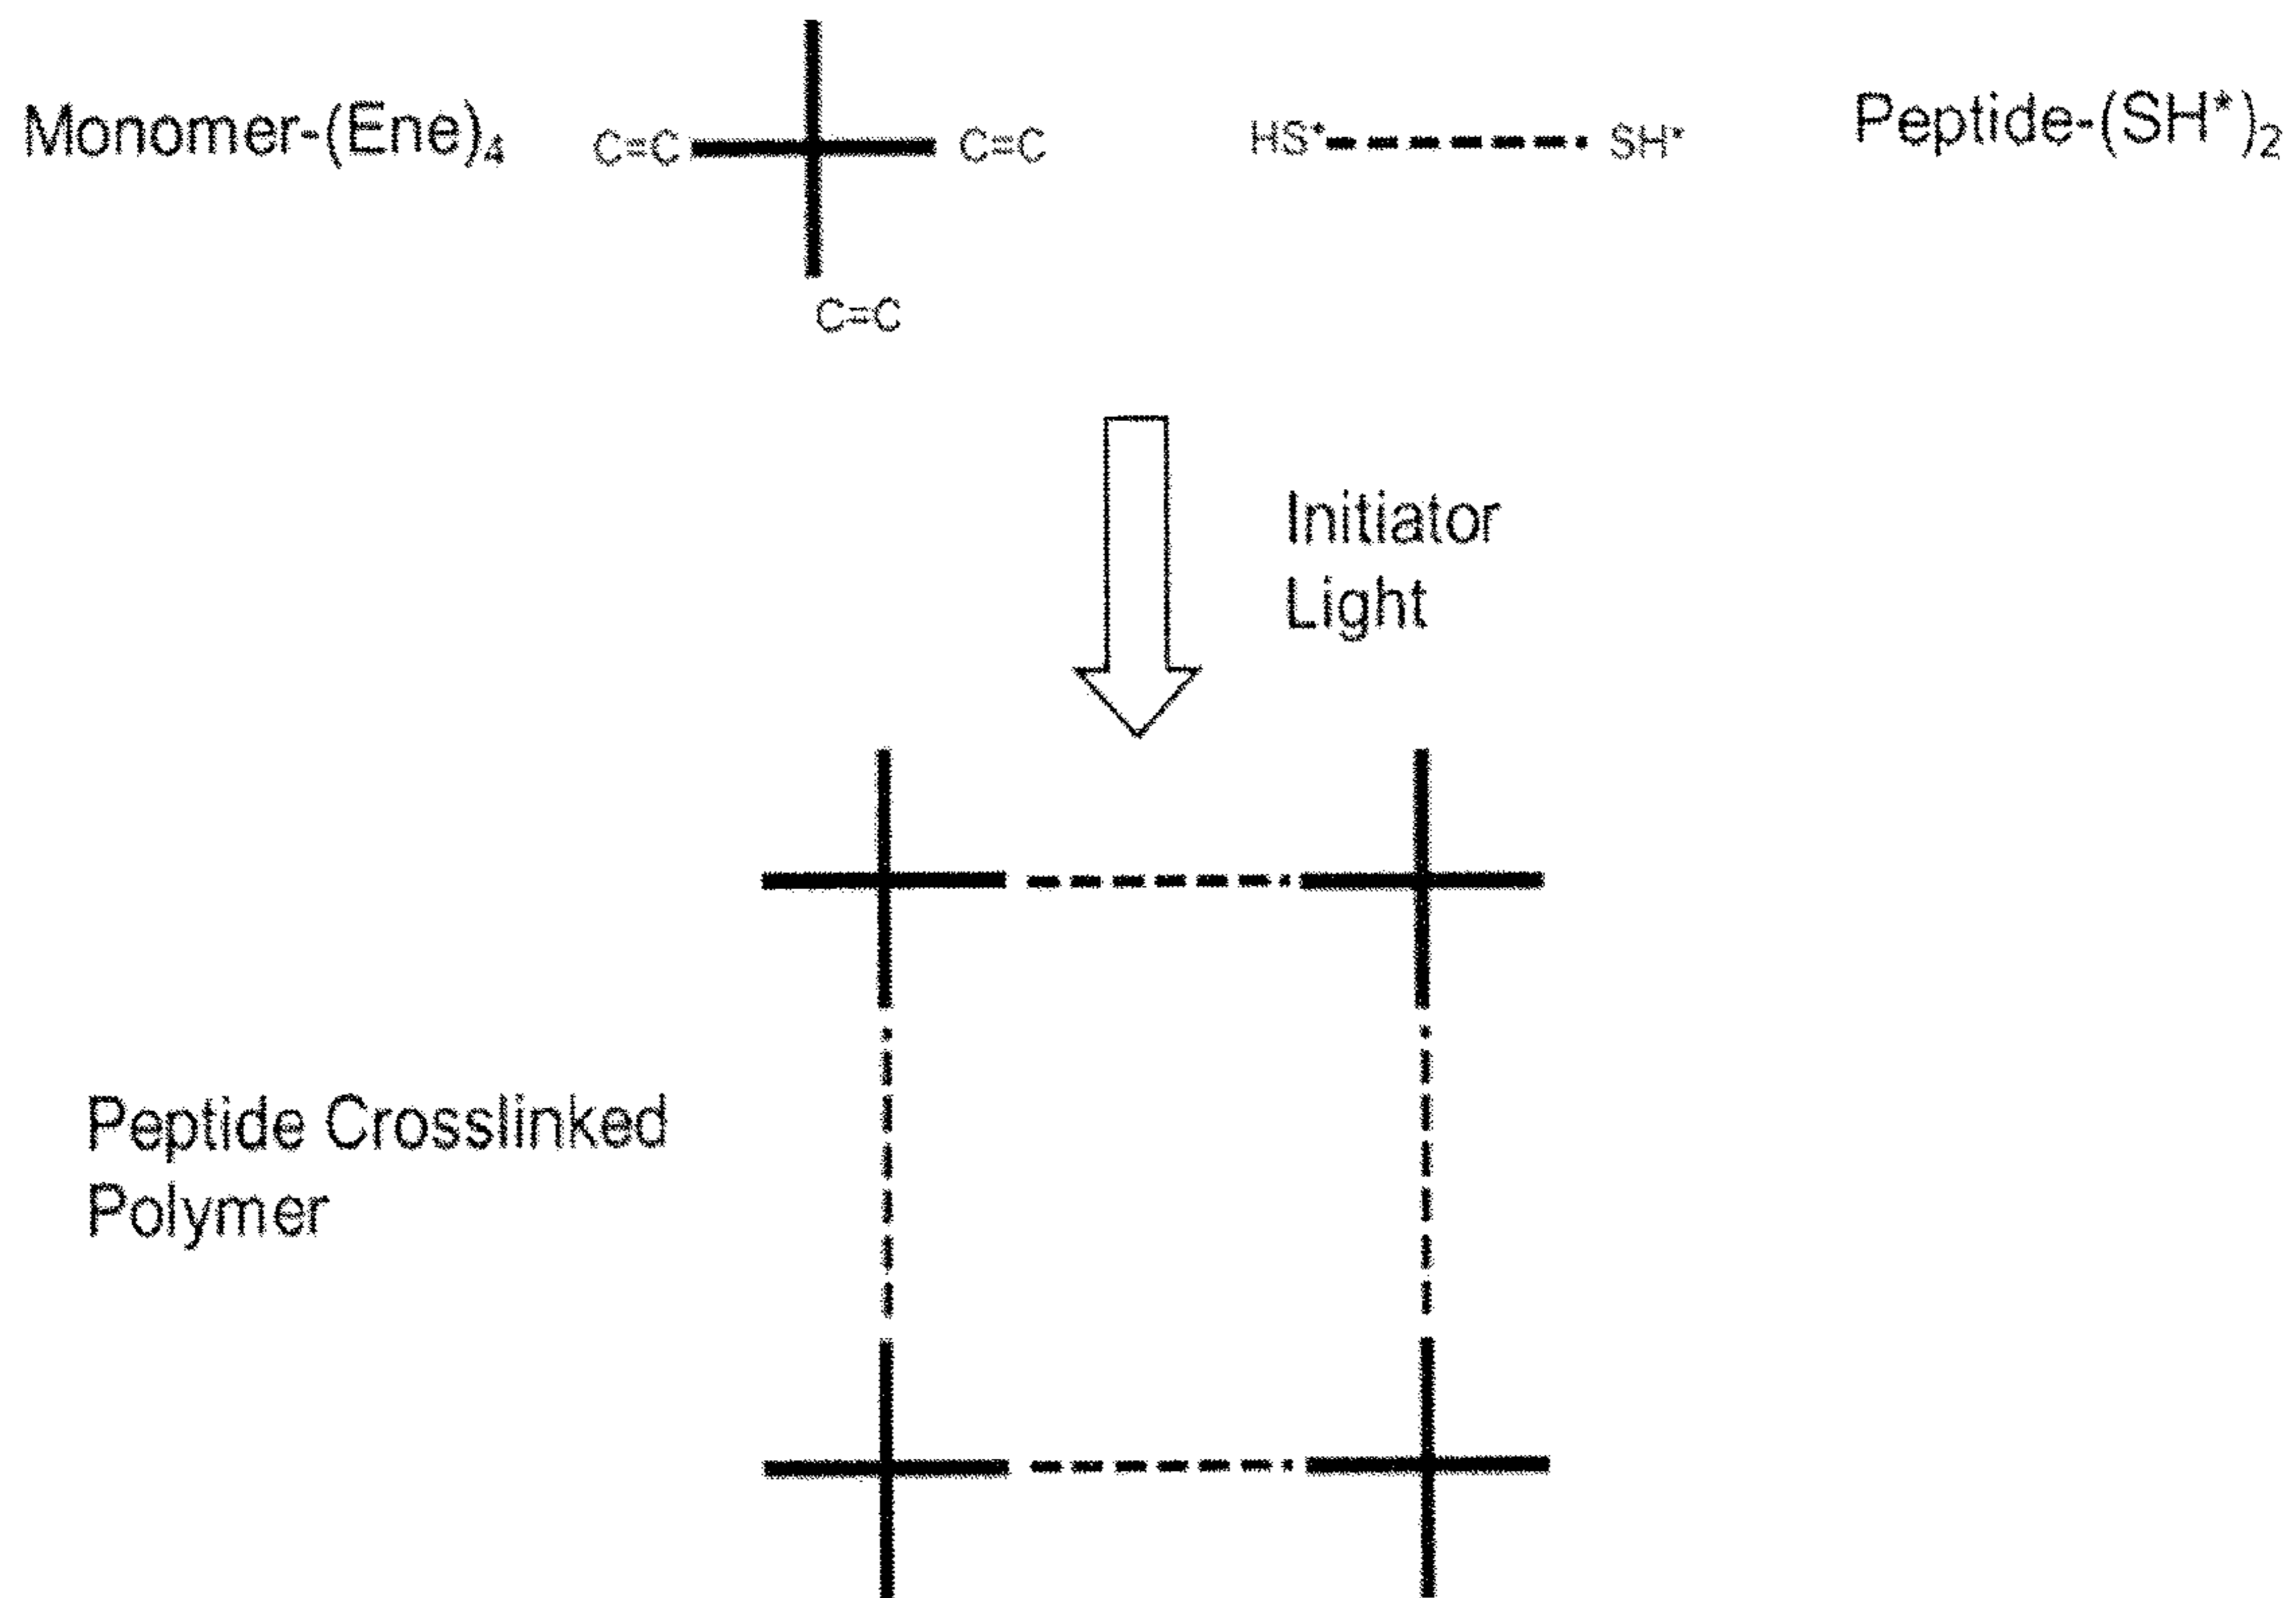 Monomer-(Ene)₄
C=C
C=C
C=C
HS*
SH*
Peptide-(SH*)₂
Initiator
Light
Peptide Crosslinked
Polymer